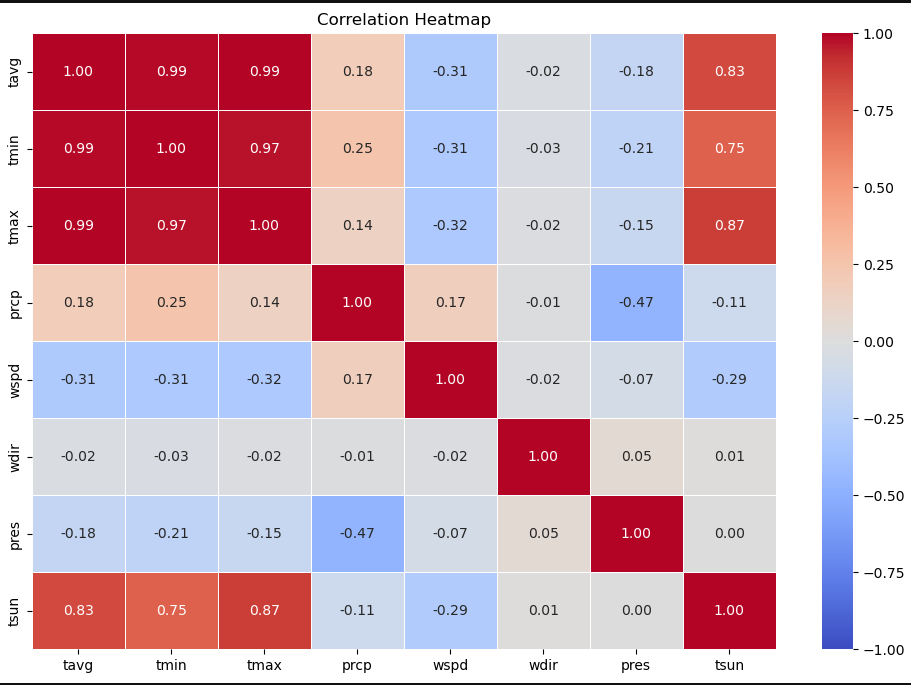 Correlation Heatmap
tavg 1.00 0.99 0.99 0.18 -0.31 -0.02 -0.18 0.83
tmin 0.99 1.00 0.97 0.25 -0.31 -0.03 -0.21 0.75
tmax 0.99 0.97 1.00 0.14 -0.32 -0.02 -0.15 0.87
prcp 0.18 0.25 0.14 1.00 0.17 -0.01 -0.47 -0.11
wspd -0.31 -0.31 -0.32 0.17 1.00 -0.02 -0.07 -0.29
wdir -0.02 -0.03 -0.02 -0.01 -0.02 1.00 0.05 0.01
pres -0.18 -0.21 -0.15 -0.47 -0.07 0.05 1.00 0.00
tsun 0.83 0.75 0.87 -0.11 -0.29 0.01 0.00 1.00
tavg tmin tmax prcp wspd wdir pres tsun
1.00
0.75
0.50
0.25
0.00
−0.25
−0.50
−0.75
−1.00